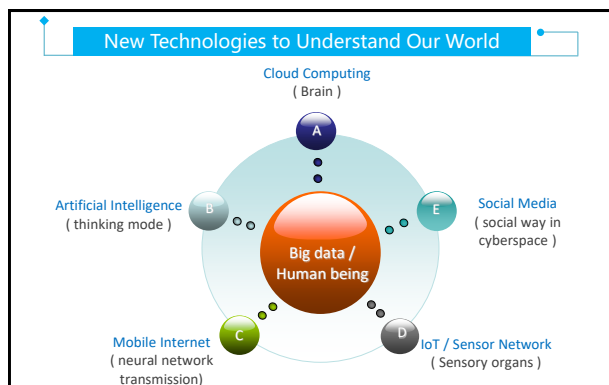 New Technologies to Understand Our World
Cloud Computing
( Brain )
A
Artificial Intelligence
( thinking mode )
B
E
Social Media
( social way in
cyberspace )
Big data /
Human being
Mobile Internet
( neural network
transmission)
C
D
IoT / Sensor Network
( Sensory organs )